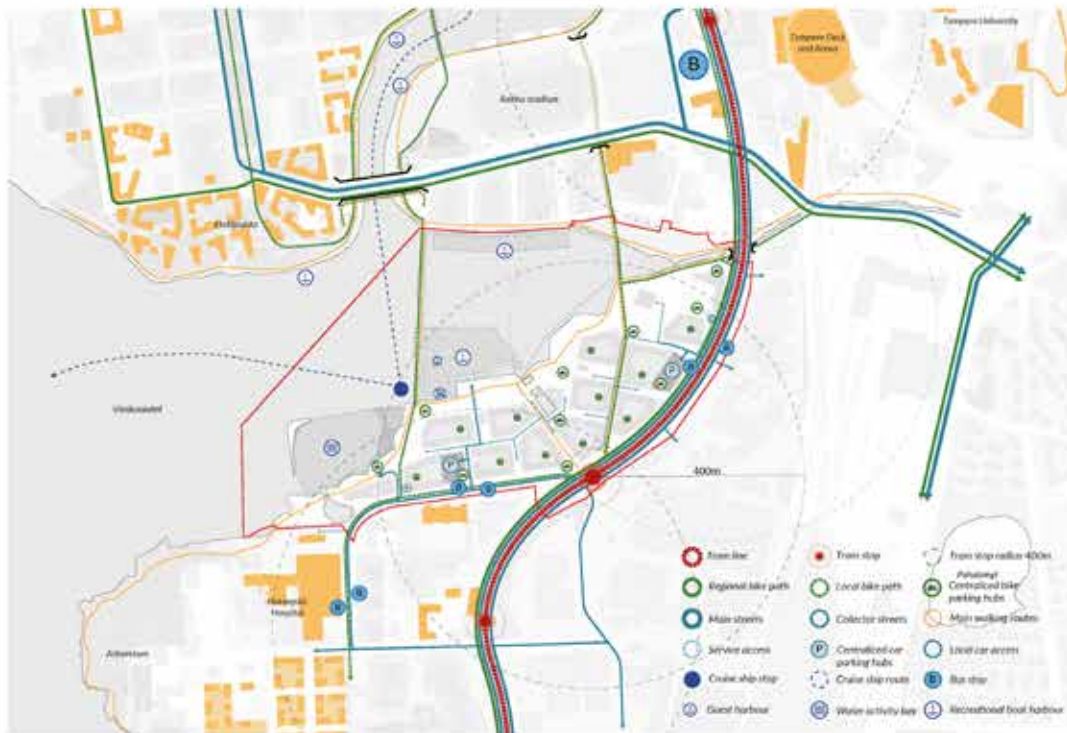 Tampere University
Tampere Deck
and Arena
B
Ratina stadium
Viinikanlahti
P
B
B
400m
P
B
B
Hatanpää
Hospital
B
B
Arboretum
Tram line
Tram stop
Tram stop radius 400m
Regional bike path
Local bike path
Centralized bike
parking hubs
Main streets
Collector streets
Main walking routes
Service access
P
Centralized car
parking hubs
Local car access
Cruise ship stop
Cruise ship route
B
Bus stop
Guest harbour
Water activity bay
Recreational boat harbour